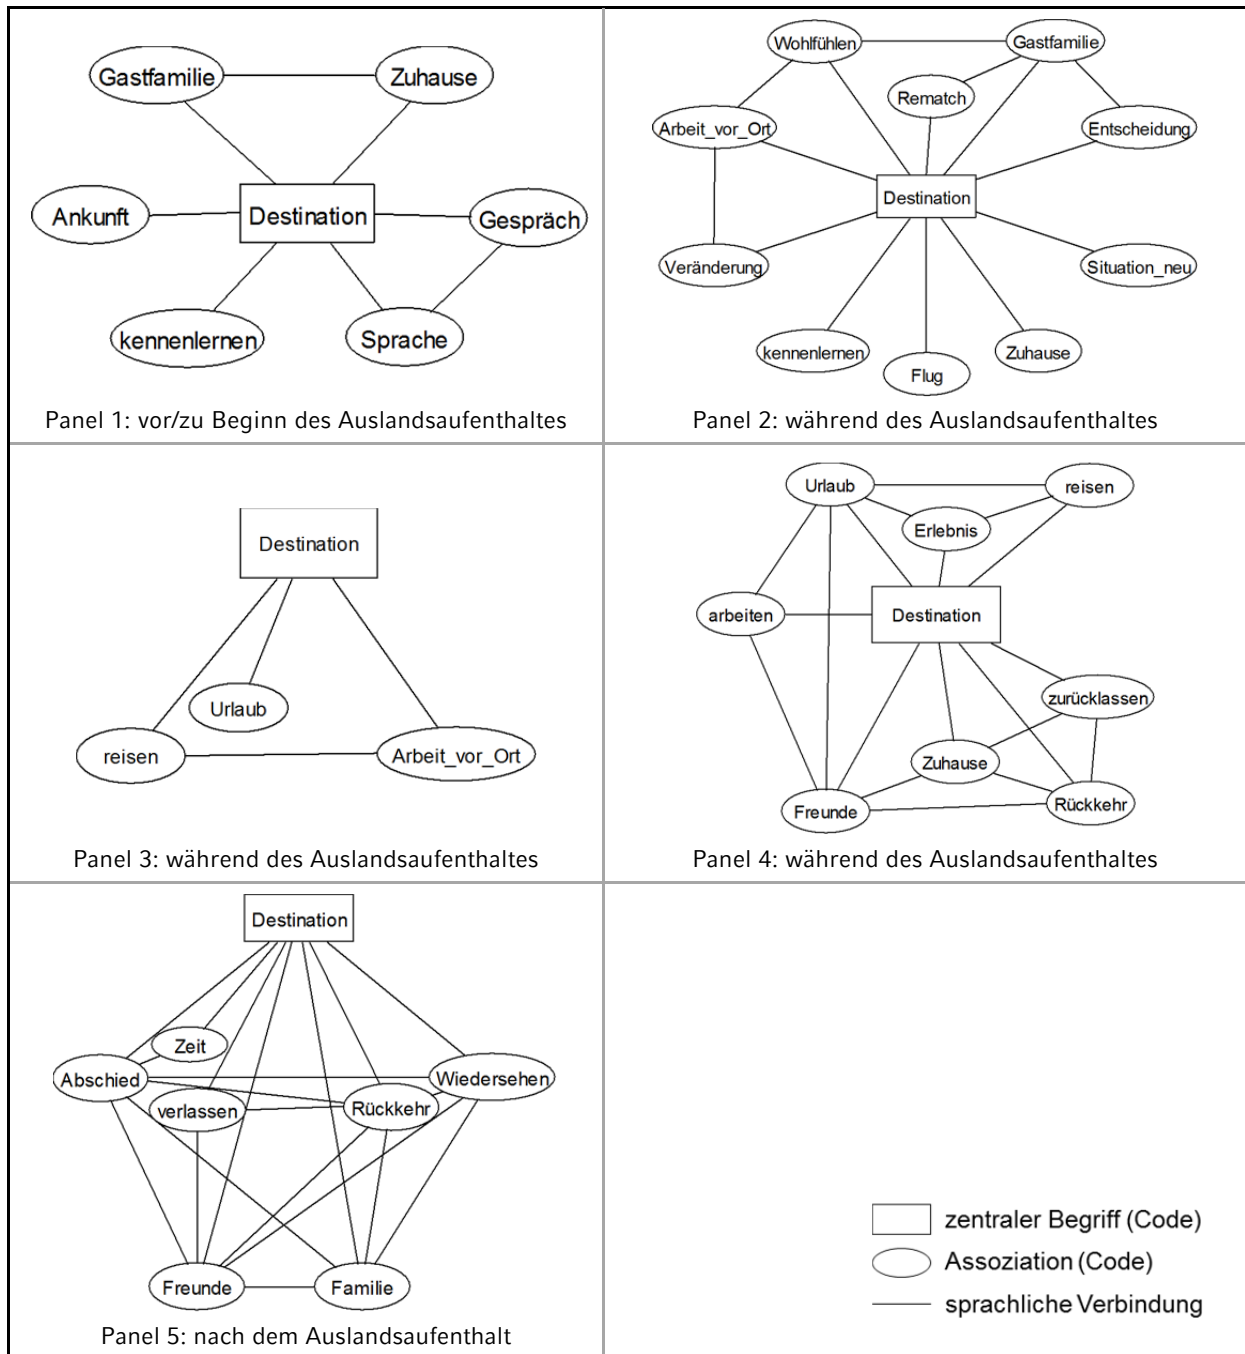 Gastfamilie
Zuhause
Ankunft
Destination
Gespräch
kennenlernen
Sprache
Panel 1: vor/zu Beginn des Auslandsaufenthaltes
Wohlfühlen
Gastfamilie
Rematch
Arbeit_vor_Ort
Entscheidung
Destination
Veränderung
Situation_neu
kennenlernen
Zuhause
Flug
Panel 2: während des Auslandsaufenthaltes
Destination
Urlaub
reisen
Arbeit_vor_Ort
Panel 3: während des Auslandsaufenthaltes
Urlaub
reisen
Erlebnis
arbeiten
Destination
zurücklassen
Zuhause
Freunde
Rückkehr
Panel 4: während des Auslandsaufenthaltes
Destination
Zeit
Abschied
Wiedersehen
verlassen
Rückkehr
Freunde
Familie
Panel 5: nach dem Auslandsaufenthalt
zentraler Begriff (Code)
Assoziation (Code)
sprachliche Verbindung